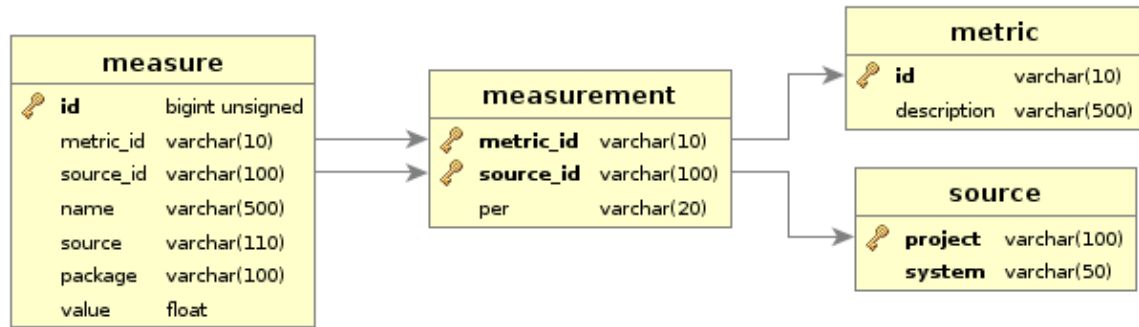 measure
id bigint unsigned
metric_id varchar(10)
source_id varchar(100)
name varchar(500)
source varchar(110)
package varchar(100)
value float
measurement
metric_id varchar(10)
source_id varchar(100)
per varchar(20)
metric
id varchar(10)
description varchar(500)
source
project varchar(100)
system varchar(50)